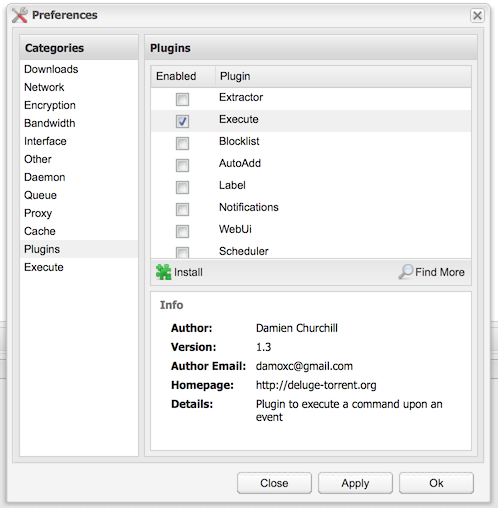 Preferences
Categories
Downloads
Network
Encryption
Bandwidth
Interface
Other
Daemon
Queue
Proxy
Cache
Plugins
Execute
Plugins
Enabled Plugin
Extractor
Execute
Blocklist
AutoAdd
Label
Notifications
WebUi
Scheduler
Install Find More
Info
Author: Damien Churchill
Version: 1.3
Author Email: damoxc@gmail.com
Homepage: http://deluge-torrent.org
Details: Plugin to execute a command upon an
event
Close Apply Ok